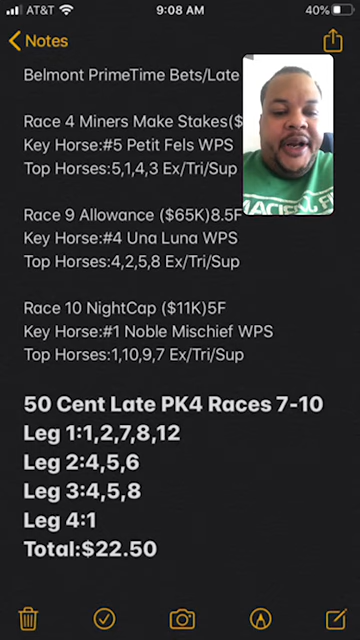 AT&T 9:08 AM 40%
Notes
Belmont PrimeTime Bets/Late
Race 4 Miners Make Stakes($
Key Horse:#5 Petit Fels WPS
Top Horses:5,1,4,3 Ex/Tri/Sup
Race 9 Allowance ($65K)8.5F
Key Horse:#4 Una Luna WPS
Top Horses:4,2,5,8 Ex/Tri/Sup
Race 10 NightCap ($11K)5F
Key Horse:#1 Noble Mischief WPS
Top Horses:1,10,9,7 Ex/Tri/Sup
50 Cent Late PK4 Races 7-10
Leg 1:1,2,7,8,12
Leg 2:4,5,6
Leg 3:4,5,8
Leg 4:1
Total:$22.50